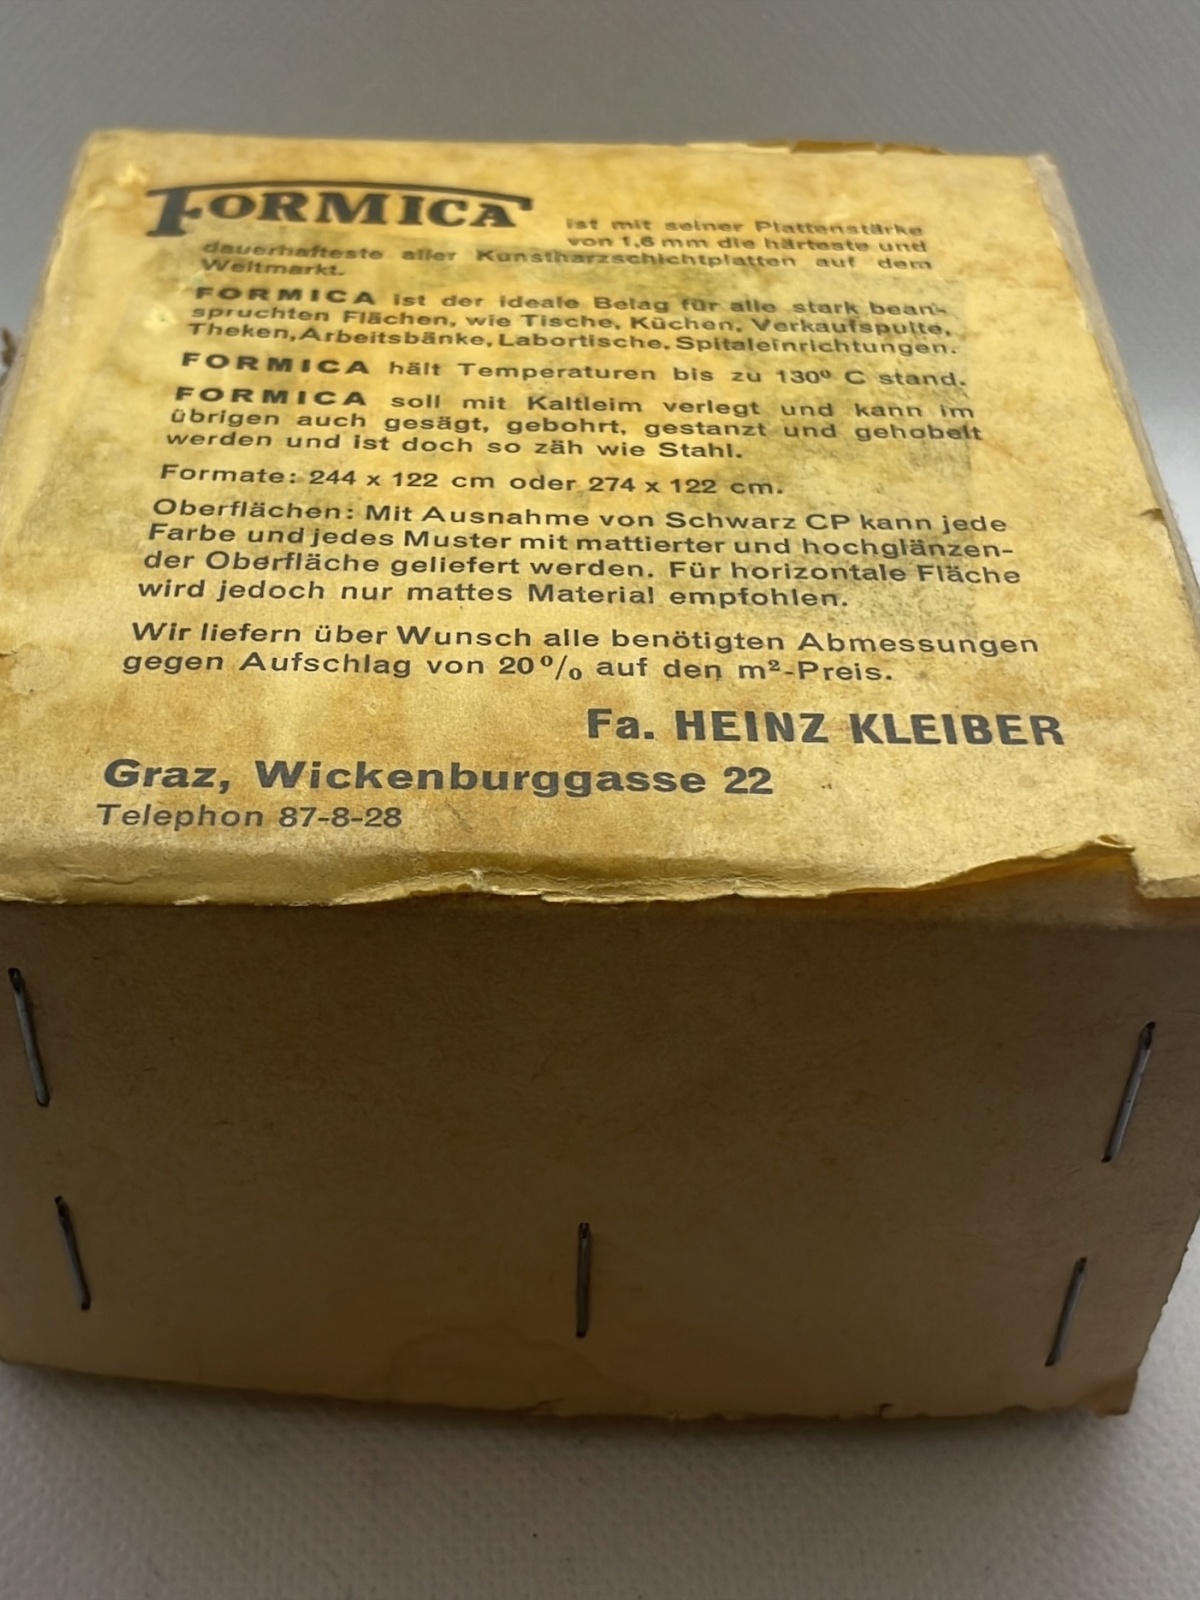 FORMICA ist mit seiner Plattenstärke
von 1,6 mm die härteste und
dauerhafteste aller Kunstharzschichtplatten auf dem
Weltmarkt.
FORMICA ist der ideale Belag für alle stark bean-
spruchten Flächen, wie Tische, Küchen, Verkaufspulte,
Theken, Arbeitsbänke, Labortische, Spitaleinrichtungen.
FORMICA hält Temperaturen bis zu 130⁰ C stand.
FORMICA soll mit Kaltleim verlegt und kann im
übrigen auch gesägt, gebohrt, gestanzt und gehobelt
werden und ist doch so zäh wie Stahl.
Formate: 244 x 122 cm oder 274 x 122 cm.
Oberflächen: Mit Ausnahme von Schwarz CP kann jede
Farbe und jedes Muster mit mattierter und hochglänzen-
der Oberfläche geliefert werden. Für horizontale Fläche
wird jedoch nur mattes Material empfohlen.
Wir liefern über Wunsch alle benötigten Abmessungen
gegen Aufschlag von 20⁰/₀ auf den m²-Preis.
Fa. HEINZ KLEIBER
Graz, Wickenburggasse 22
Telephon 87-8-28